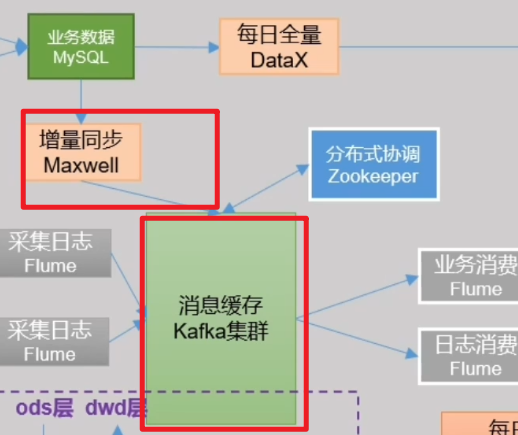 业务数据
MySQL
每日全量
DataX
增量同步
Maxwell
分布式协调
Zookeeper
采集日志
Flume
消息缓存
Kafka集群
业务消费
Flume
采集日志
Flume
日志消费
Flume
ods层 dwd层
每日